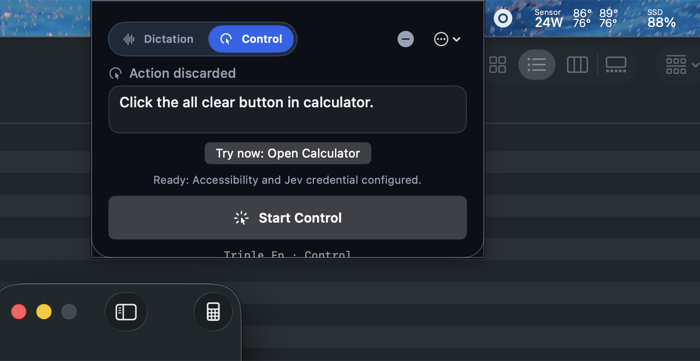 Dictation
Control
Sensor
24W
86° 89°
76° 76°
SSD
88%
Action discarded
Click the all clear button in calculator.
Try now: Open Calculator
Ready: Accessibility and Jev credential configured.
Start Control
Triple Fn · Control